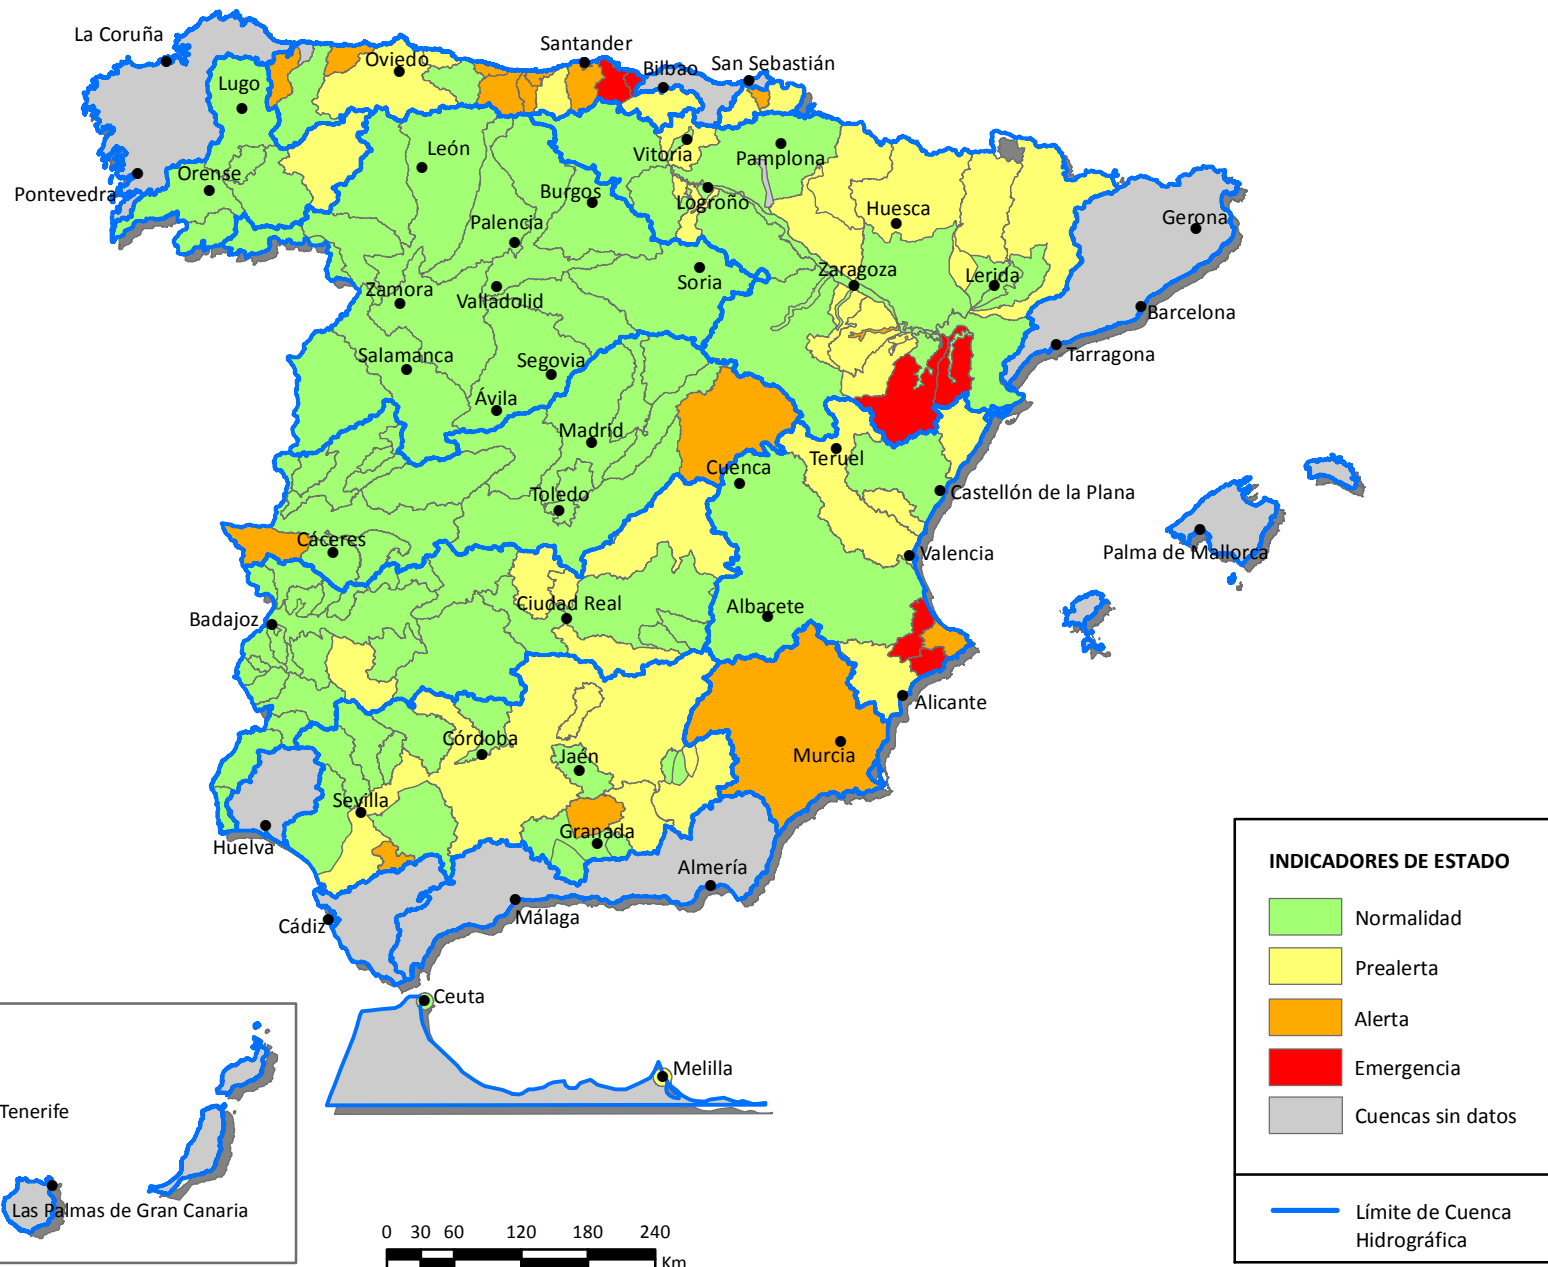 La Coruña
Lugo
Oviedo
Santander
Bilbao
San Sebastián
Pontevedra
Orense
León
Burgos
Palencia
Vitoria
Pamplona
Logroño
Huesca
Gerona
Zamora
Valladolid
Soria
Zaragoza
Lerida
Barcelona
Tarragona
Salamanca
Segovia
Ávila
Madrid
Teruel
Cuenca
Toledo
Castellón de la Plana
Cáceres
Valencia
Palma de Mallorca
Badajoz
Ciudad Real
Albacete
Alicante
Córdoba
Jaén
Murcia
Sevilla
Granada
Huelva
Almería
Cádiz
Málaga
Ceuta
Melilla
Tenerife
Las Palmas de Gran Canaria
INDICADORES DE ESTADO
Normalidad
Prealerta
Alerta
Emergencia
Cuencas sin datos
Límite de Cuenca
Hidrográfica
0 30 60 120 180 240
Km